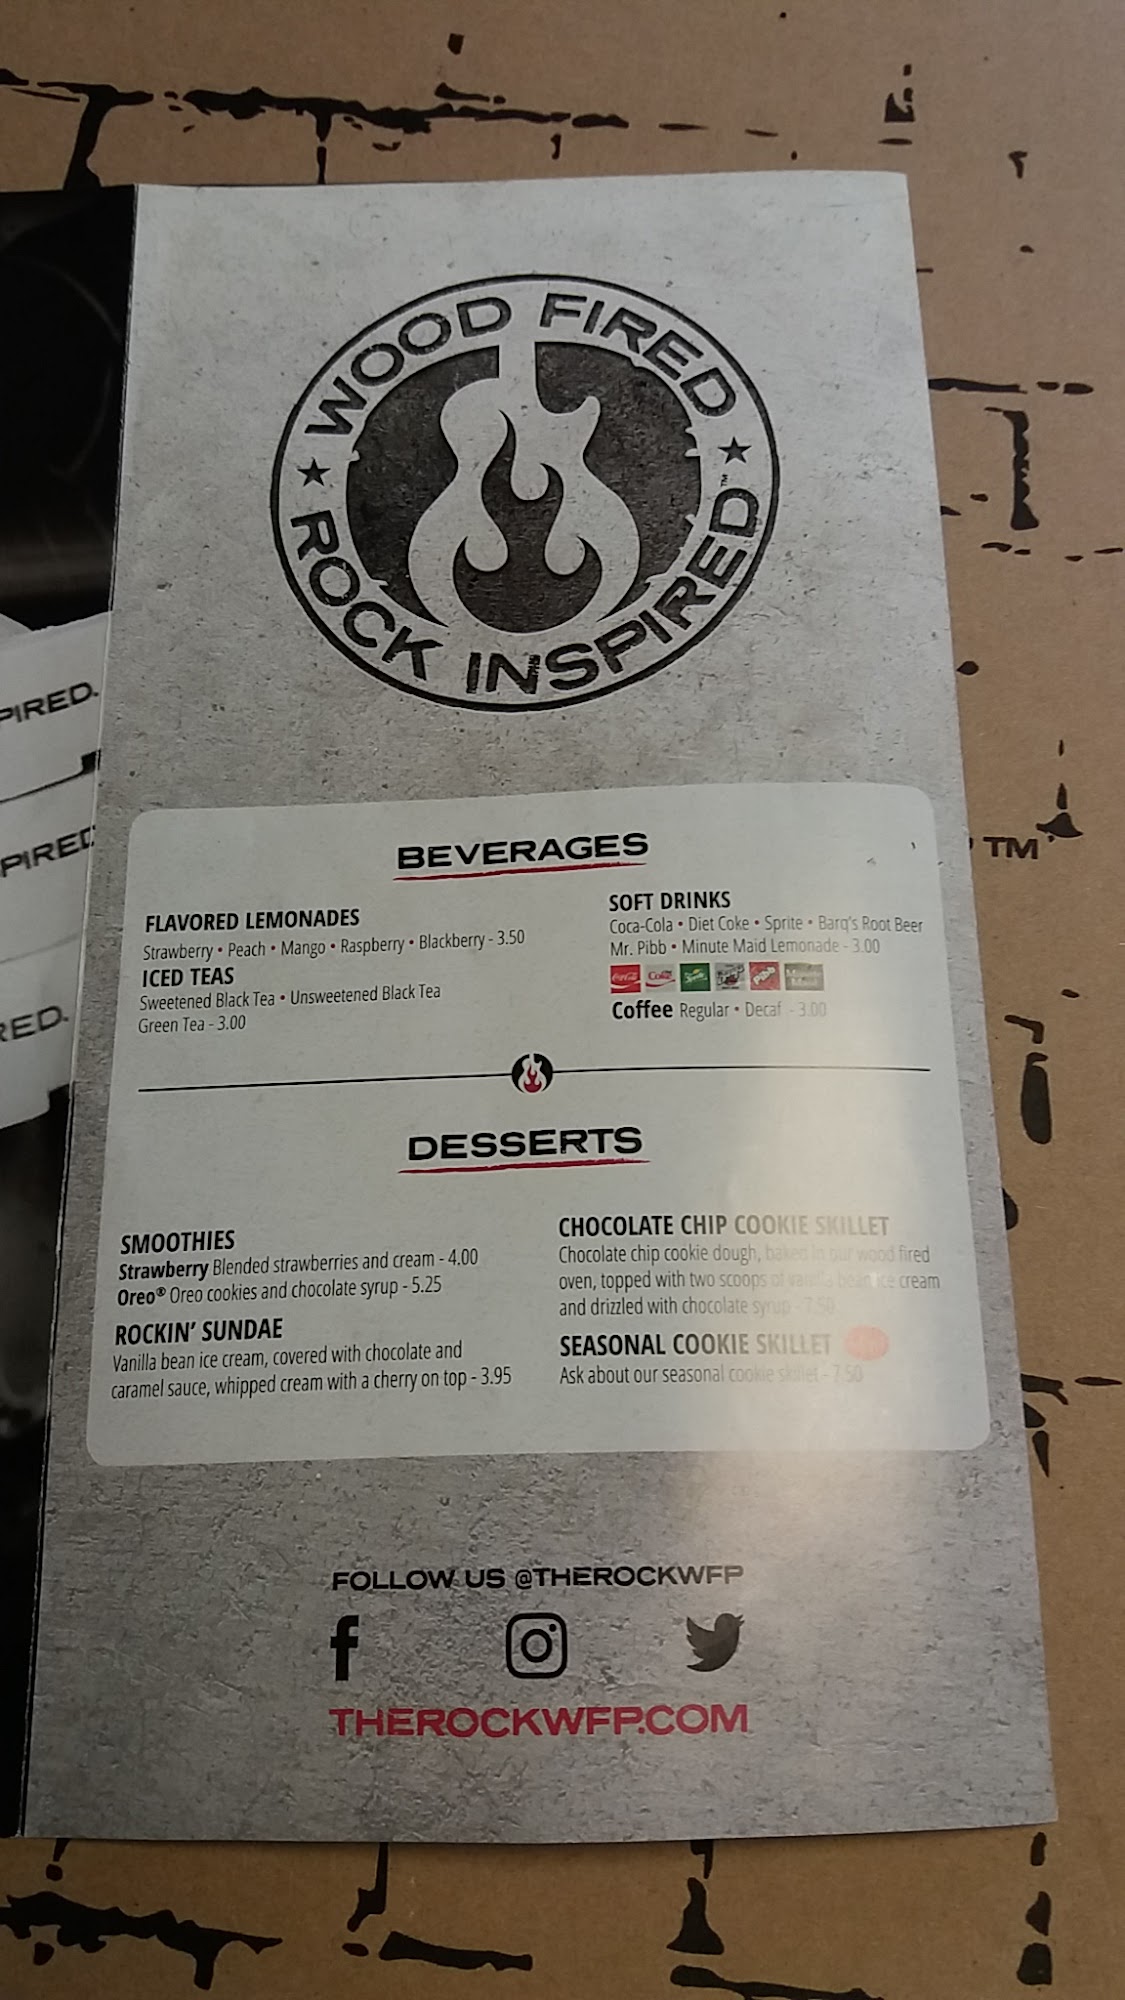 WOOD FIRED
★ ★
ROCK INSPIRED™
PIRED.
PIRED
RED.
TM
BEVERAGES
FLAVORED LEMONADES
Strawberry • Peach • Mango • Raspberry • Blackberry - 3.50
ICED TEAS
Sweetened Black Tea • Unsweetened Black Tea
Green Tea - 3.00
SOFT DRINKS
Coca-Cola • Diet Coke • Sprite • Barq's Root Beer
Mr. Pibb • Minute Maid Lemonade - 3.00
Coffee Regular • Decaf - 3.00
DESSERTS
SMOOTHIES
Strawberry Blended strawberries and cream - 4.00
Oreo® Oreo cookies and chocolate syrup - 5.25
ROCKIN' SUNDAE
Vanilla bean ice cream, covered with chocolate and
caramel sauce, whipped cream with a cherry on top - 3.95
CHOCOLATE CHIP COOKIE SKILLET
Chocolate chip cookie dough, baked in our wood fired
oven, topped with two scoops of vanilla bean ice cream
and drizzled with chocolate syrup - 7.50
SEASONAL COOKIE SKILLET
Ask about our seasonal cookie skillet - 7.50
FOLLOW US @THEROCKWFP
THEROCKWFP.COM